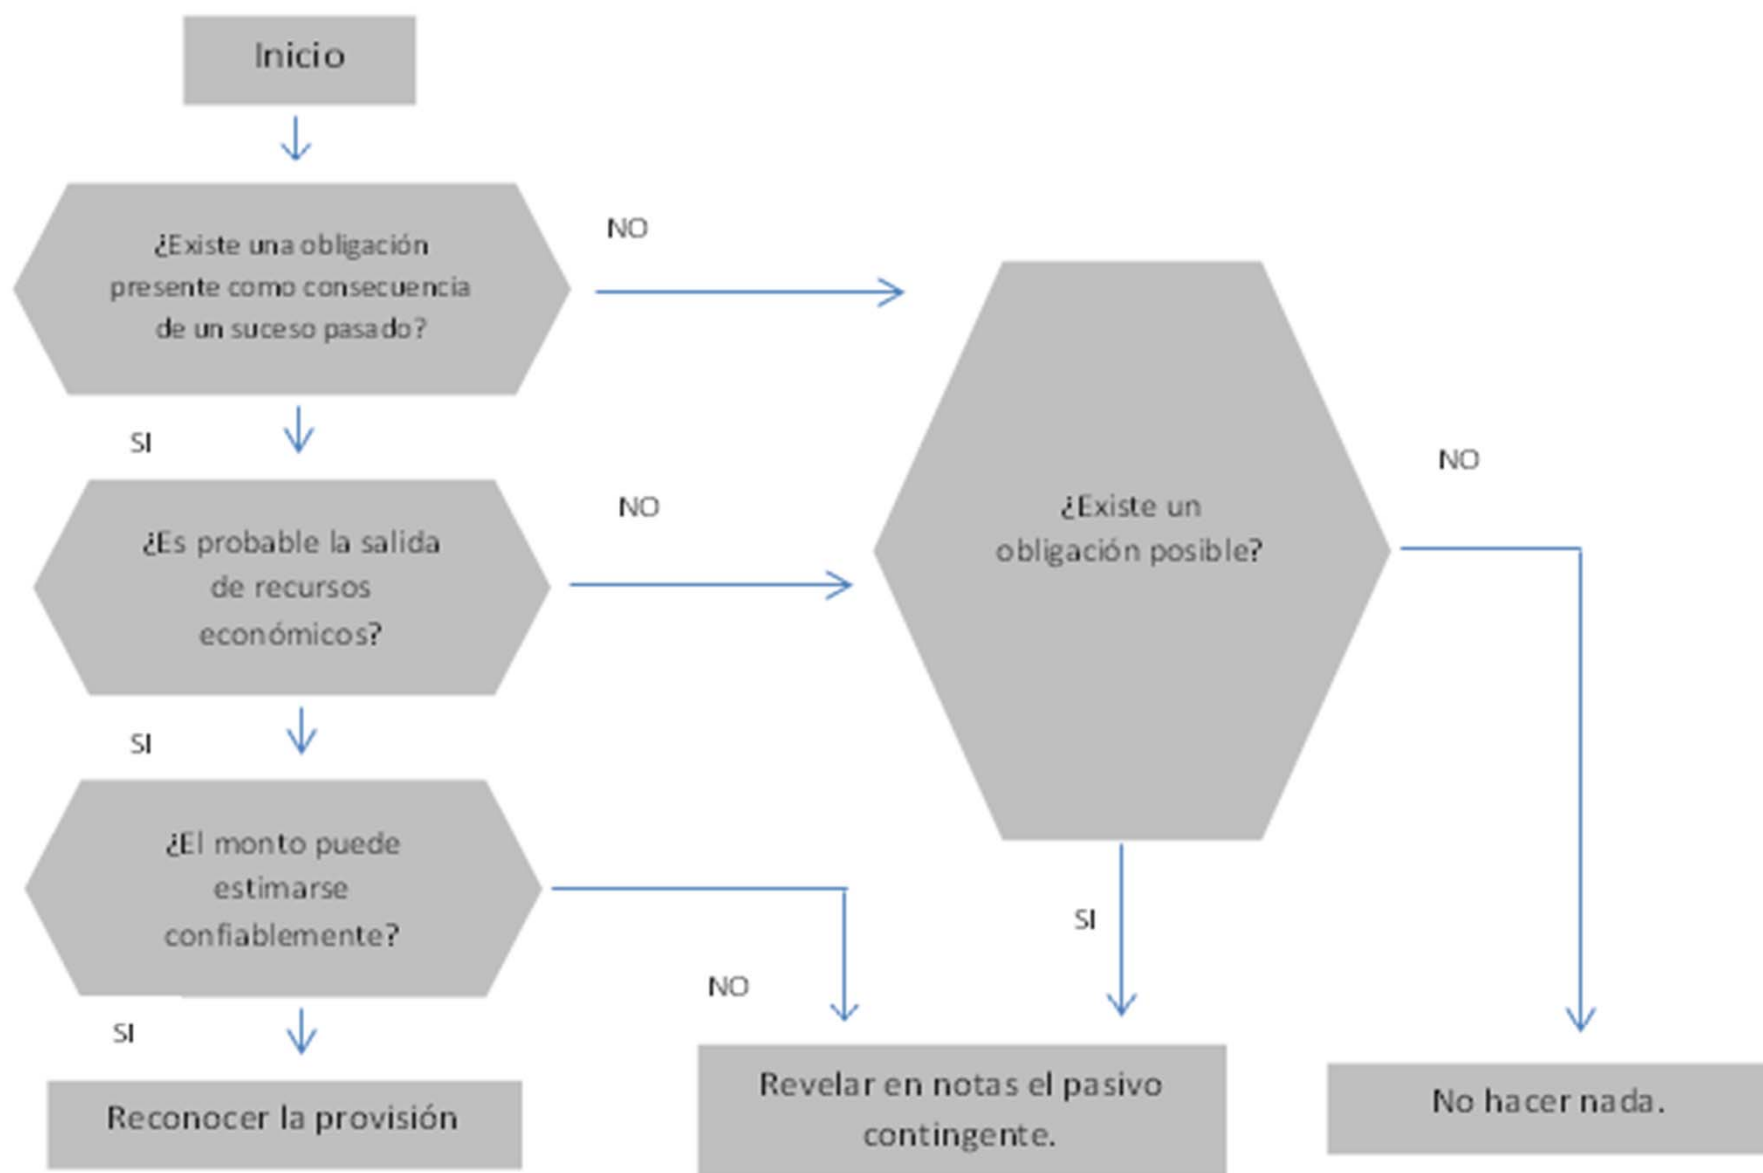 Inicio
¿Existe una obligación
presente como consecuencia
de un suceso pasado?
NO
SI
¿Es probable la salida
de recursos
económicos?
NO
¿Existe un
obligación posible?
NO
SI
¿El monto puede
estimarse
confiablemente?
NO
SI
SI
Reconocer la provisión
Revelar en notas el pasivo
contingente.
No hacer nada.